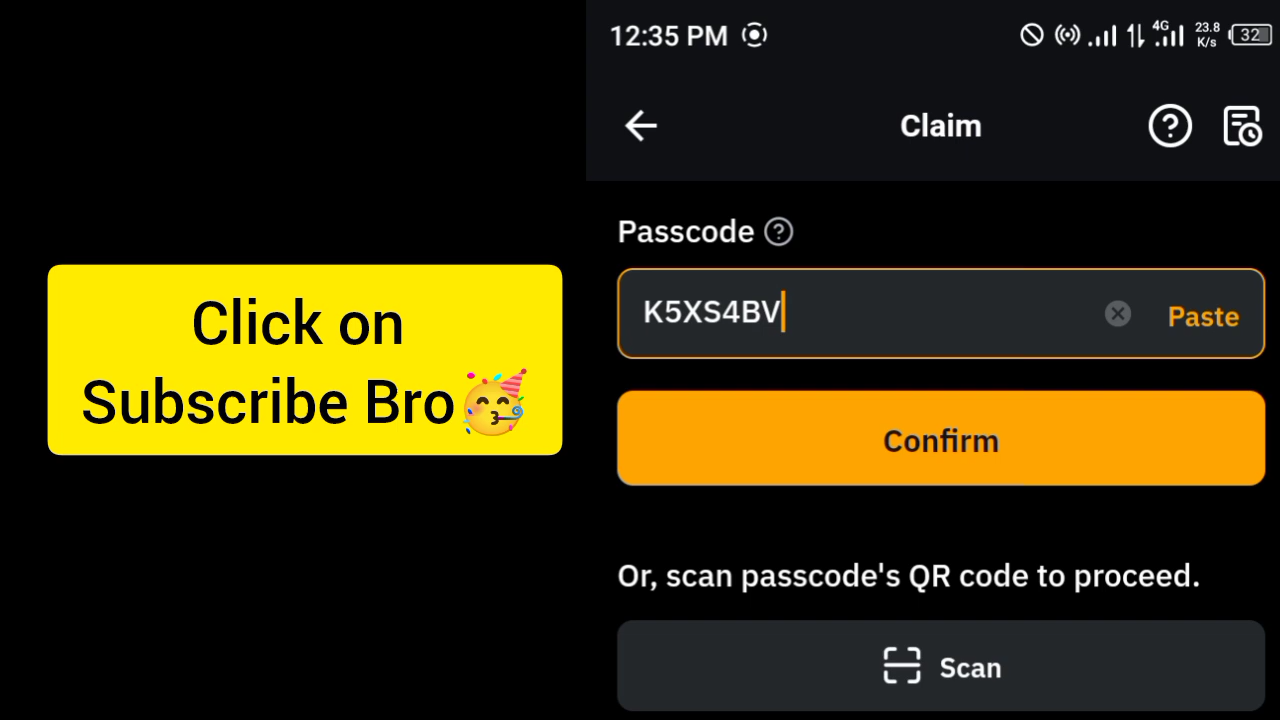 12:35 PM
4G
23.8
K/s
32
Claim
Passcode
K5XS4BV
Paste
Confirm
Or, scan passcode's QR code to proceed.
Scan
Click on
Subscribe Bro🥳